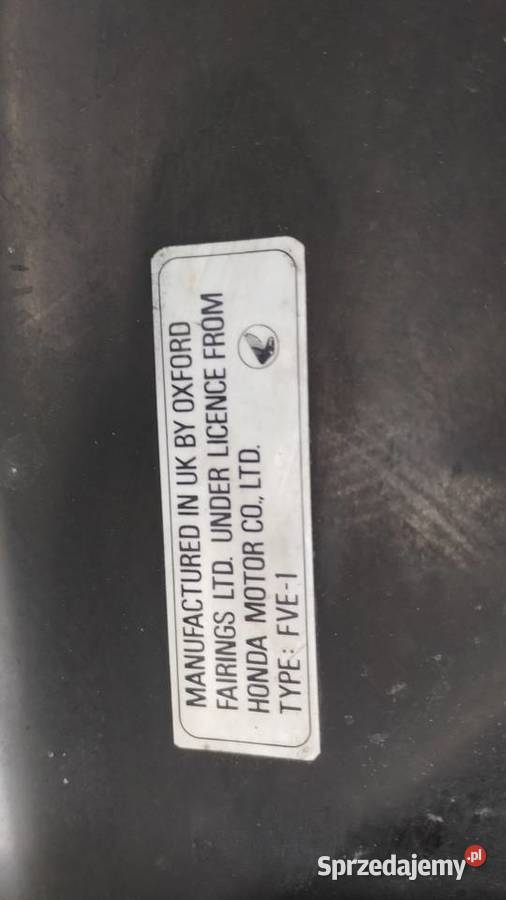 MANUFACTURED IN UK BY OXFORD
FAIRINGS LTD. UNDER LICENCE FROM
HONDA MOTOR CO., LTD.
TYPE: FVE-1
Sprzedajemy.pl